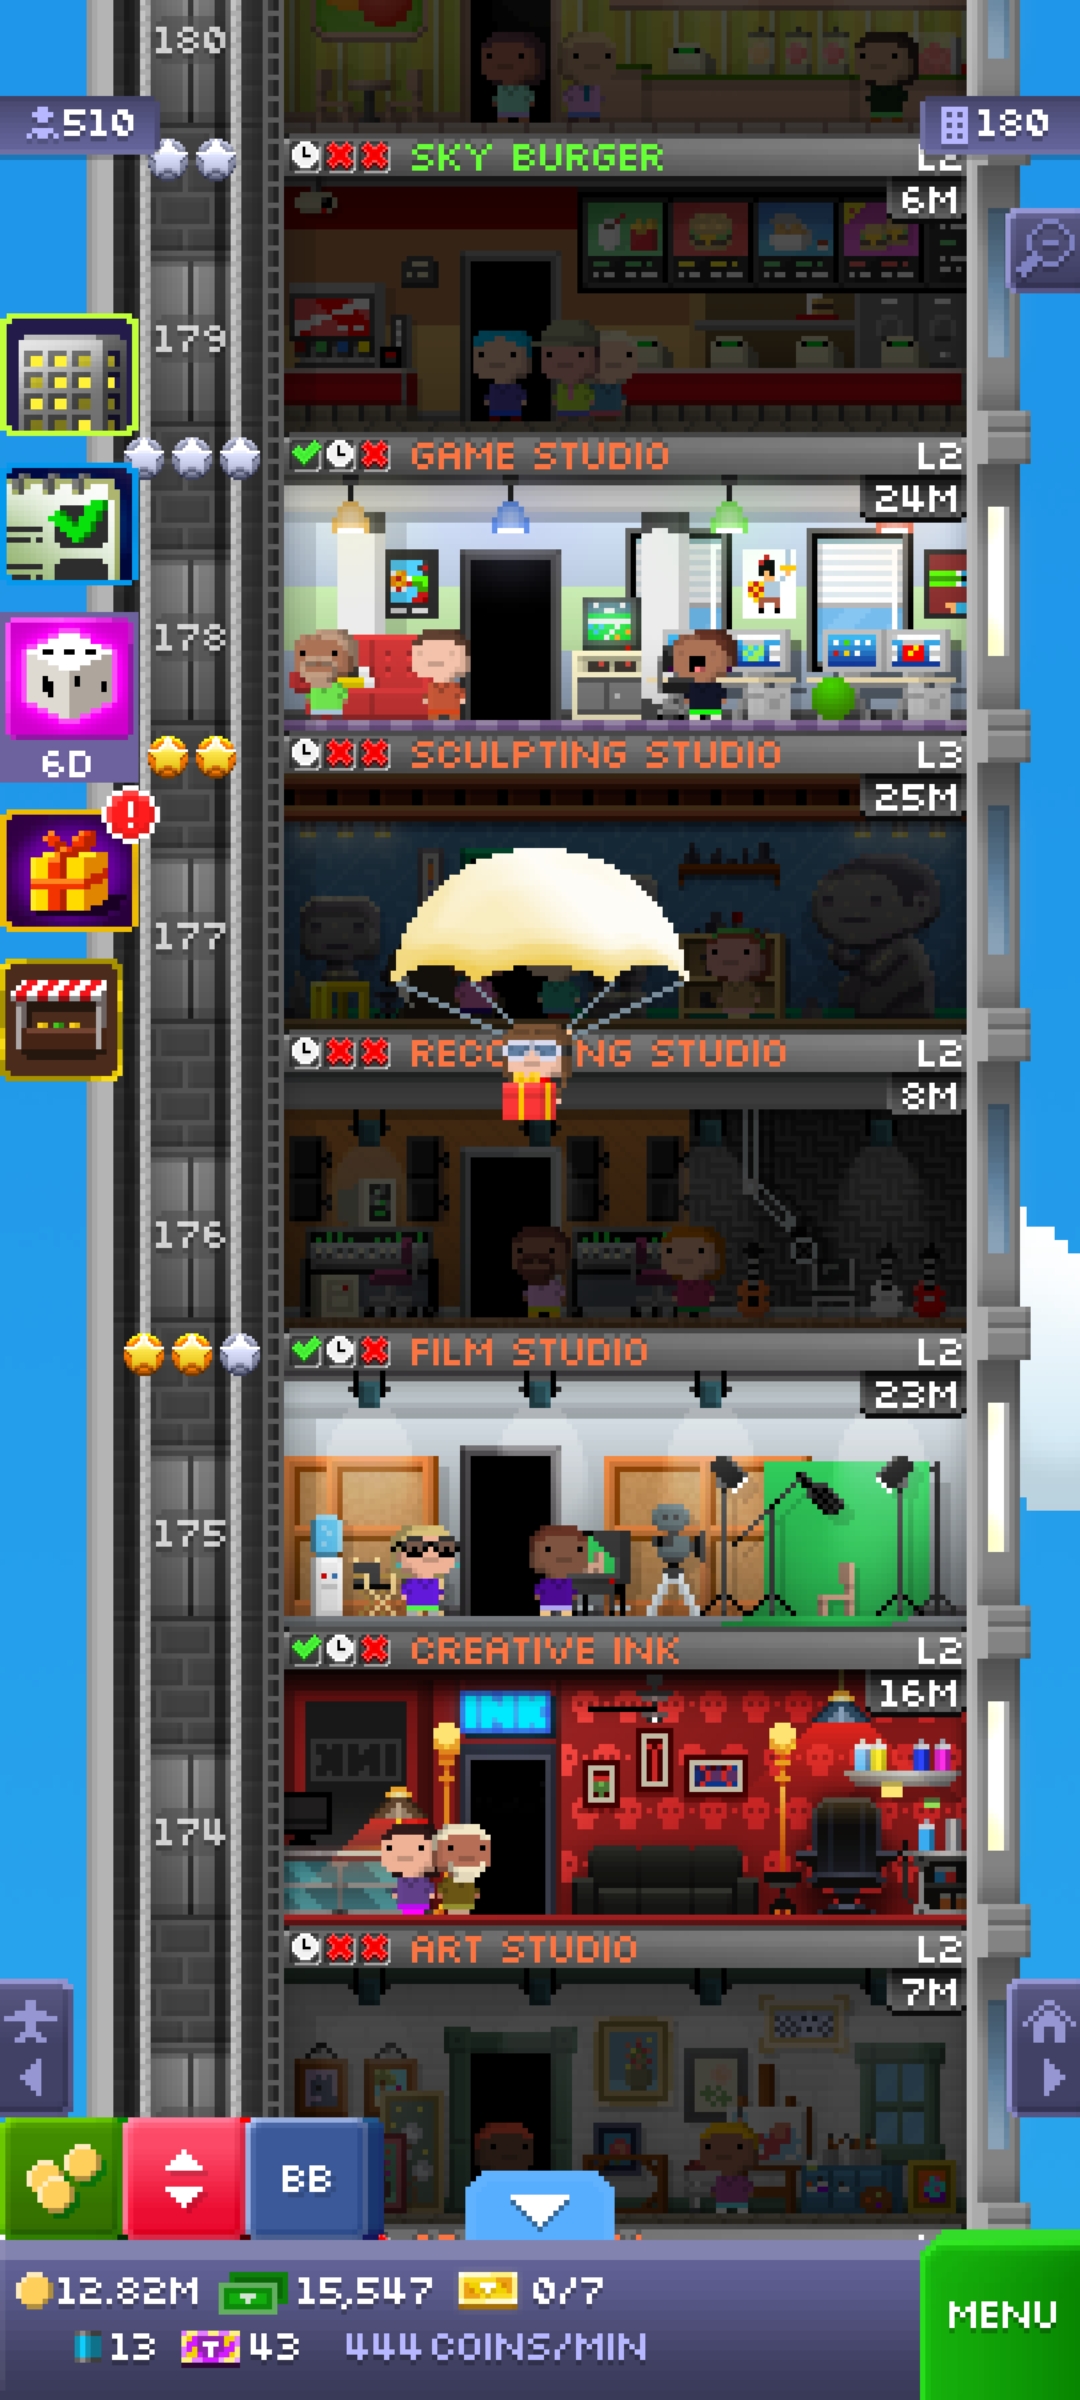 180
510
180
SKY BURGER L2
6M
179
GAME STUDIO L2
24M
178
6D
SCULPTING STUDIO L3
25M
!
177
RECO NG STUDIO L2
8M
176
FILM STUDIO L2
23M
175
CREATIVE INK L2
16M
INK
174
ART STUDIO L2
7M
BB
12.82M 15,547 0/7
13 43 444 COINS/MIN
MENU